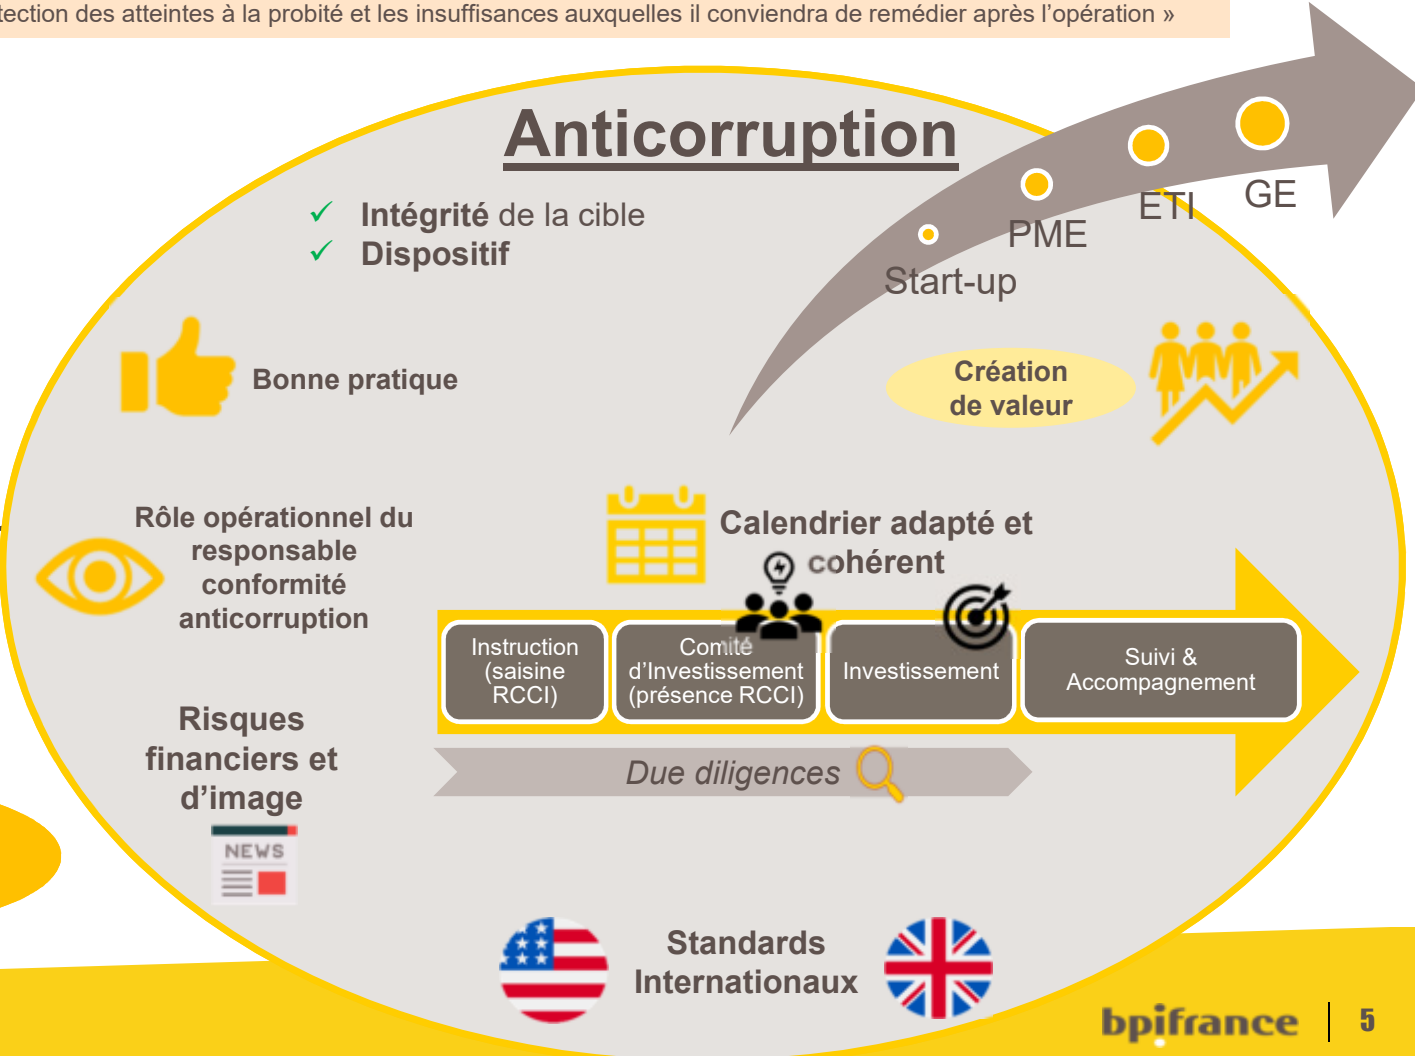 des atteintes à la probité et les insuffisances auxquelles il conviendra de remédier après l’opération »
Anticorruption
✓ Intégrité de la cible
✓ Dispositif
GE
ETI
PME
Start-up
Bonne pratique
Création
de valeur
Rôle opérationnel du
responsable
conformité
anticorruption
Calendrier adapté et
cohérent
Instruction
(saisine
RCCI)
Comité
d’Investissement
(présence RCCI)
Investissement
Suivi &
Accompagnement
Risques
financiers et
d’image
Due diligences
NEWS
Standards
Internationaux
bpifrance
5